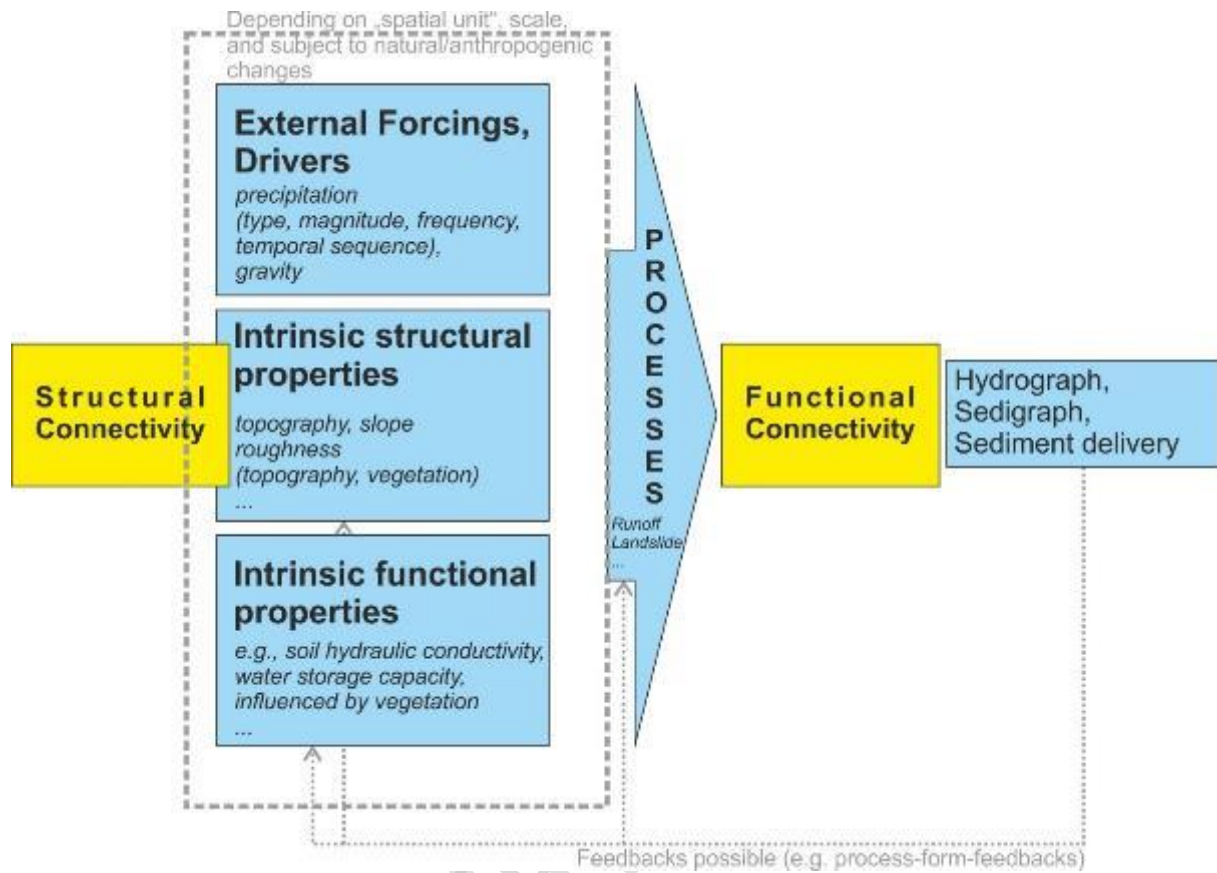 Depending on „spatial unit“, scale,
and subject to natural/anthropogenic
changes
External Forcings,
Drivers
precipitation
(type, magnitude, frequency,
temporal sequence),
gravity
Structural
Connectivity
Intrinsic structural
properties
topography, slope
roughness
(topography, vegetation)
...
Intrinsic functional
properties
e.g., soil hydraulic conductivity,
water storage capacity,
influenced by vegetation
...
PROCESSES
Runoff
Landslide
...
Functional
Connectivity
Hydrograph,
Sedigraph,
Sediment delivery
Feedbacks possible (e.g. process-form-feedbacks)